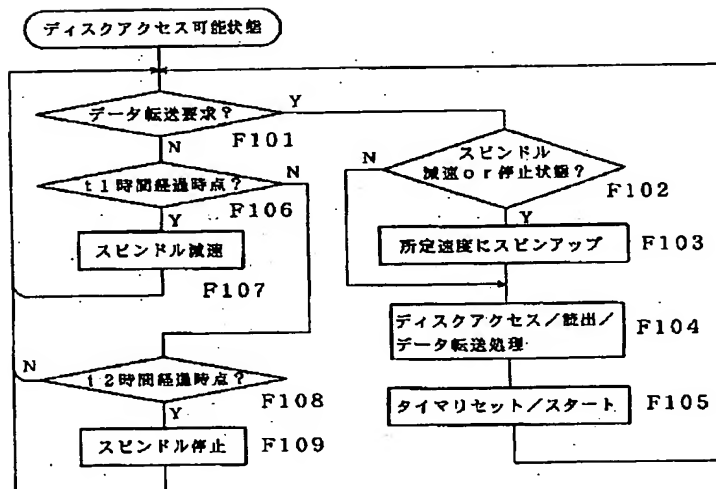 ディスクアクセス可能状態
データ転送要求?
Y
F101
N
t1時間経過時点?
N
F106
Y
スピンドル減速
F107
N
t2時間経過時点?
F108
Y
スピンドル停止
F109
N
スピンドル
減速or停止状態?
F102
Y
所定速度にスピンアップ
F103
ディスクアクセス/読出/
データ転送処理
F104
タイマリセット/スタート
F105